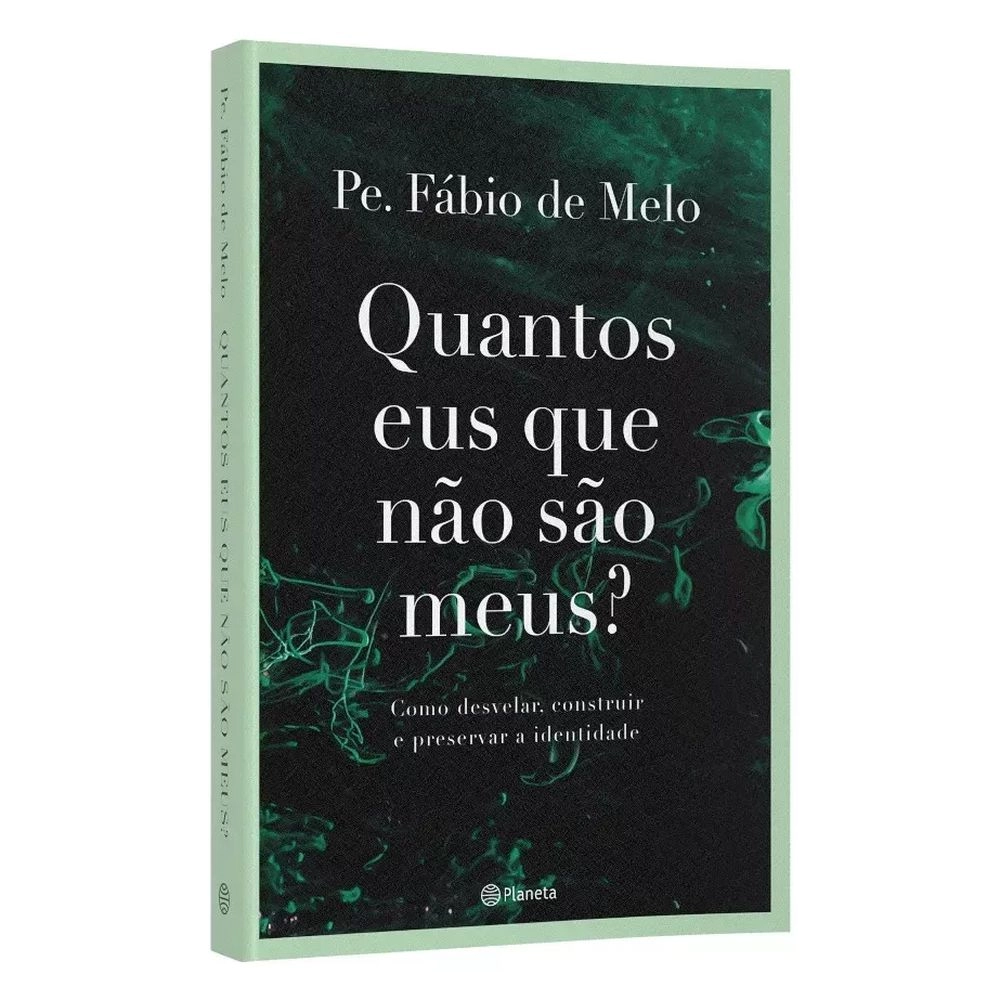 Pe. Fábio de Melo QUANTOS EUS QUE NÃO SÃO MEUS?
Pe. Fábio de Melo
Quantos
eus que
não são
meus?
Como desvelar, construir
e preservar a identidade
Planeta